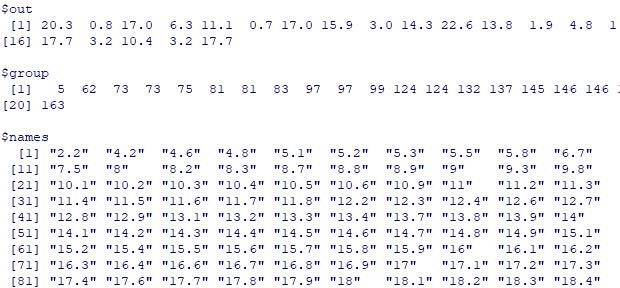 $out
[1] 20.3 0.8 17.0 6.3 11.1 0.7 17.0 15.9 3.0 14.3 22.6 13.8 1.9 4.8 1
[16] 17.7 3.2 10.4 3.2 17.7
$group
[1] 5 62 73 73 75 81 81 83 97 97 99 124 124 132 137 145 146 146
[20] 163
$names
[1] "2.2" "4.2" "4.6" "4.8" "5.1" "5.2" "5.3" "5.5" "5.8" "6.7"
[11] "7.5" "8" "8.2" "8.3" "8.7" "8.8" "8.9" "9" "9.3" "9.8"
[21] "10.1" "10.2" "10.3" "10.4" "10.5" "10.6" "10.9" "11" "11.2" "11.3"
[31] "11.4" "11.5" "11.6" "11.7" "11.8" "12.2" "12.3" "12.4" "12.6" "12.7"
[41] "12.8" "12.9" "13.1" "13.2" "13.3" "13.4" "13.7" "13.8" "13.9" "14"
[51] "14.1" "14.2" "14.3" "14.4" "14.5" "14.6" "14.7" "14.8" "14.9" "15.1"
[61] "15.2" "15.4" "15.5" "15.6" "15.7" "15.8" "15.9" "16" "16.1" "16.2"
[71] "16.3" "16.4" "16.6" "16.7" "16.8" "16.9" "17" "17.1" "17.2" "17.3"
[81] "17.4" "17.6" "17.7" "17.8" "17.9" "18" "18.1" "18.2" "18.3" "18.4"